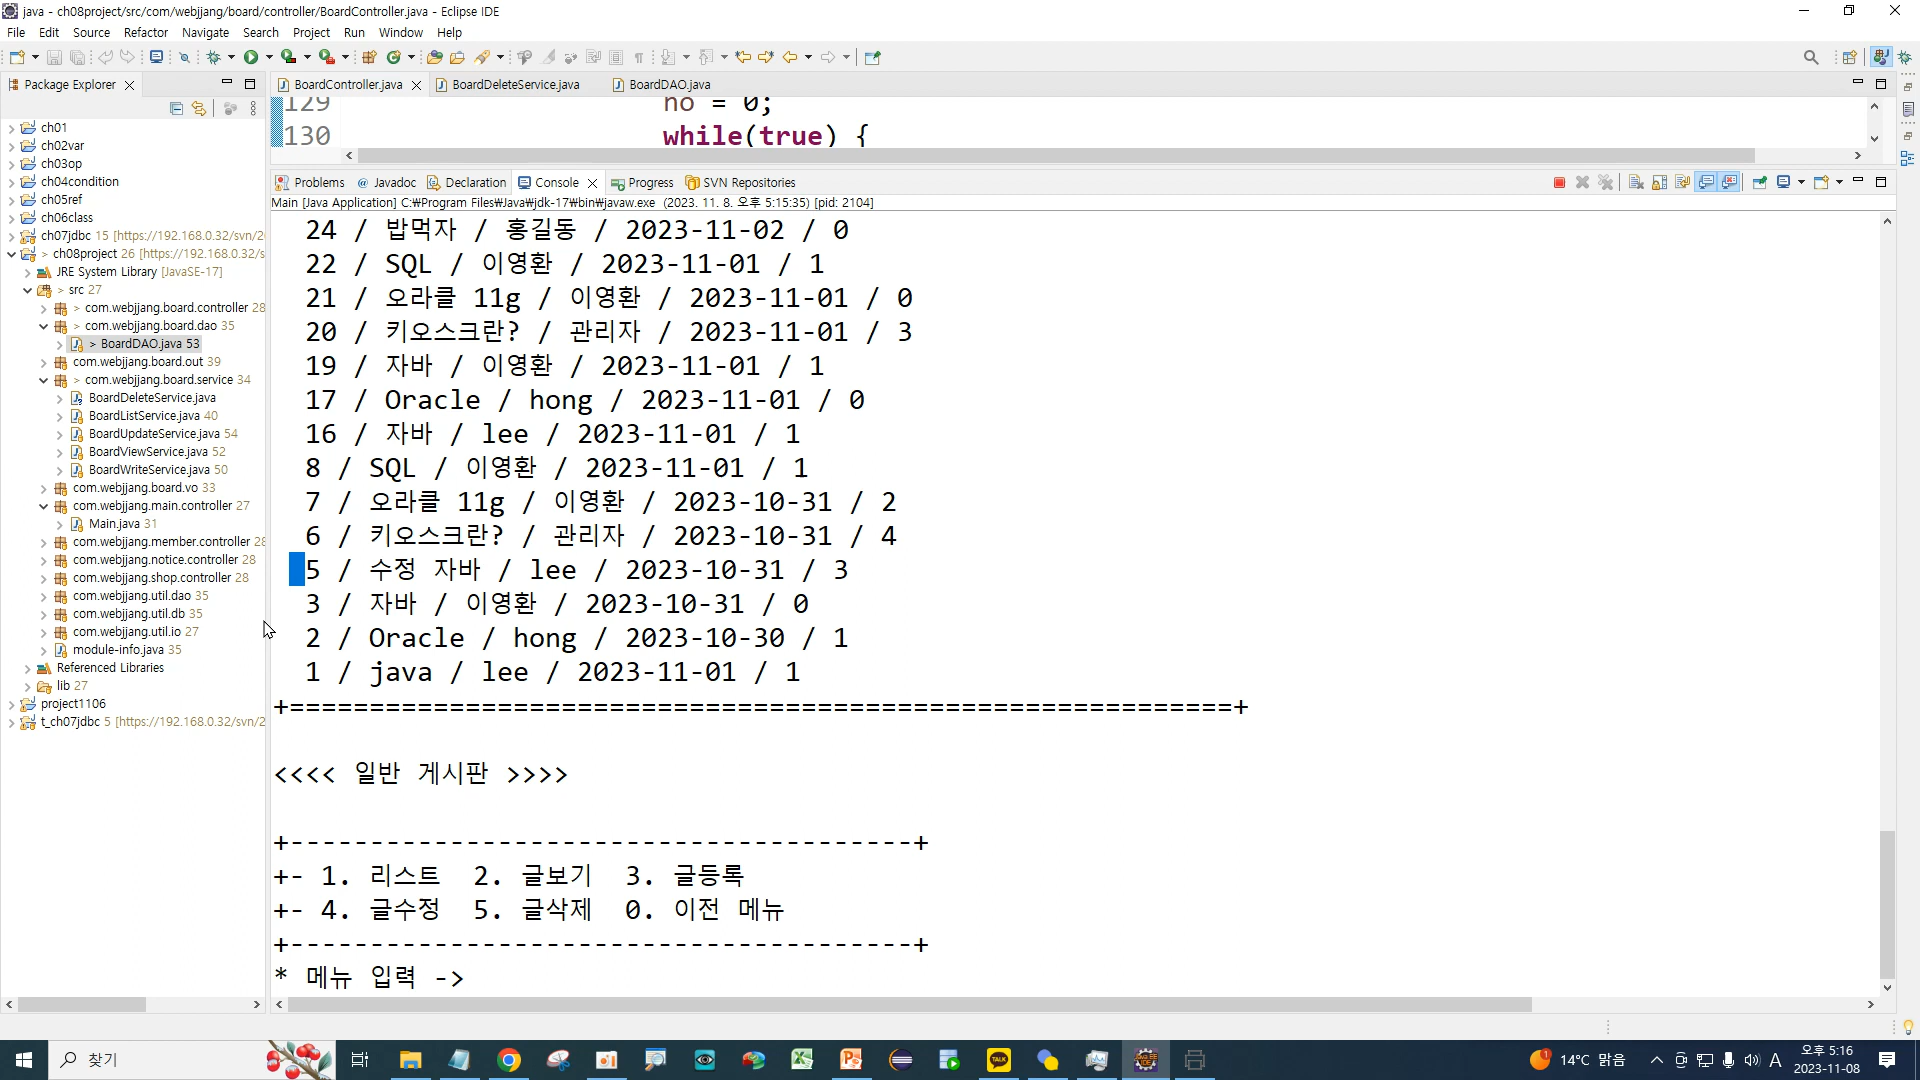 java - ch08project/src/com/webjjang/board/controller/BoardController.java - Eclipse IDE
File Edit Source Refactor Navigate Search Project Run Window Help
Package Explorer
BoardController.java BoardDeleteService.java BoardDAO.java
129 no = 0;
130 while(true) {
ch01
ch02var
ch03op
ch04condition
ch05ref
ch06class
ch07jdbc 15 [https://192.168.0.32/svn/2
> ch08project 26 [https://192.168.0.32/s
JRE System Library [JavaSE-17]
> src 27
> com.webjjang.board.controller 28
> com.webjjang.board.dao 35
> BoardDAO.java 53
com.webjjang.board.out 39
> com.webjjang.board.service 34
BoardDeleteService.java
BoardListService.java 40
BoardUpdateService.java 54
BoardViewService.java 52
BoardWriteService.java 50
com.webjjang.board.vo 33
com.webjjang.main.controller 27
Main.java 31
com.webjjang.member.controller 28
com.webjjang.notice.controller 28
com.webjjang.shop.controller 28
com.webjjang.util.dao 35
com.webjjang.util.db 35
com.webjjang.util.io 27
module-info.java 35
Referenced Libraries
lib 27
project1106
t_ch07jdbc 5 [https://192.168.0.32/svn/2
Problems @ Javadoc Declaration Console Progress SVN Repositories
Main [Java Application] C:₩Program Files₩Java₩jdk-17₩bin₩javaw.exe (2023. 11. 8. 오후 5:15:35) [pid: 2104]
24 / 밥먹자 / 홍길동 / 2023-11-02 / 0
22 / SQL / 이영환 / 2023-11-01 / 1
21 / 오라클 11g / 이영환 / 2023-11-01 / 0
20 / 키오스크란? / 관리자 / 2023-11-01 / 3
19 / 자바 / 이영환 / 2023-11-01 / 1
17 / Oracle / hong / 2023-11-01 / 0
16 / 자바 / lee / 2023-11-01 / 1
8 / SQL / 이영환 / 2023-11-01 / 1
7 / 오라클 11g / 이영환 / 2023-10-31 / 2
6 / 키오스크란? / 관리자 / 2023-10-31 / 4
5 / 수정 자바 / lee / 2023-10-31 / 3
3 / 자바 / 이영환 / 2023-10-31 / 0
2 / Oracle / hong / 2023-10-30 / 1
1 / java / lee / 2023-11-01 / 1
+===========================================================+
<<<< 일반 게시판 >>>>
+---------------------------------------+
+- 1. 리스트 2. 글보기 3. 글등록
+- 4. 글수정 5. 글삭제 0. 이전 메뉴
+---------------------------------------+
* 메뉴 입력 ->
찾기
14°C 맑음
A
오후 5:16
2023-11-08